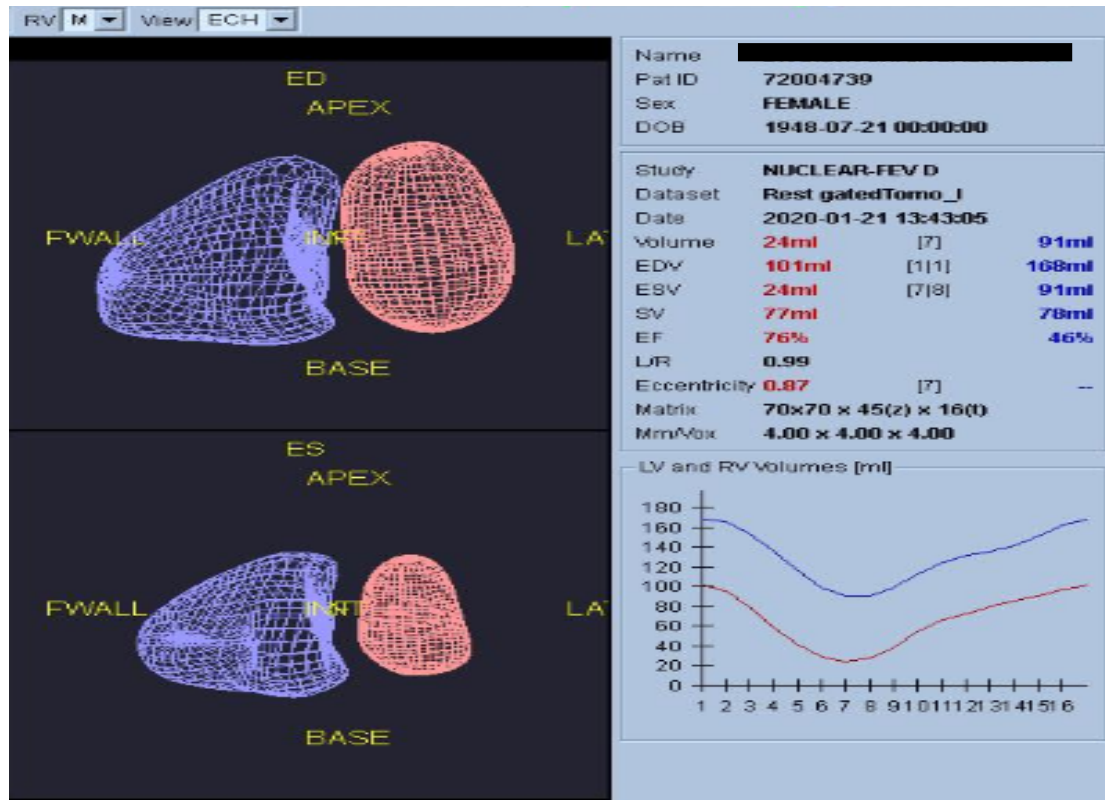 RV M View ECH
ED
APEX
FWALL LA
BASE
ES
APEX
FWALL LA
BASE
Name
Pat ID 72004739
Sex FEMALE
DOB 1948-07-21 00:00:00
Study NUCLEAR-FEV D
Dataset Rest gatedTomo_I
Date 2020-01-21 13:43:05
Volume 24ml [7] 91ml
EDV 101ml [1|1] 168ml
ESV 24ml [7|8] 91ml
SV 77ml 78ml
EF 76% 46%
L/R 0.99
Eccentricity 0.87 [7] --
Matrix 70x70 x 45(z) x 16(t)
Mm/Vox 4.00 x 4.00 x 4.00
LV and RV Volumes [ml]
180
160
140
120
100
80
60
40
20
0
1 2 3 4 5 6 7 8 9 10 11 12 13 14 15 16